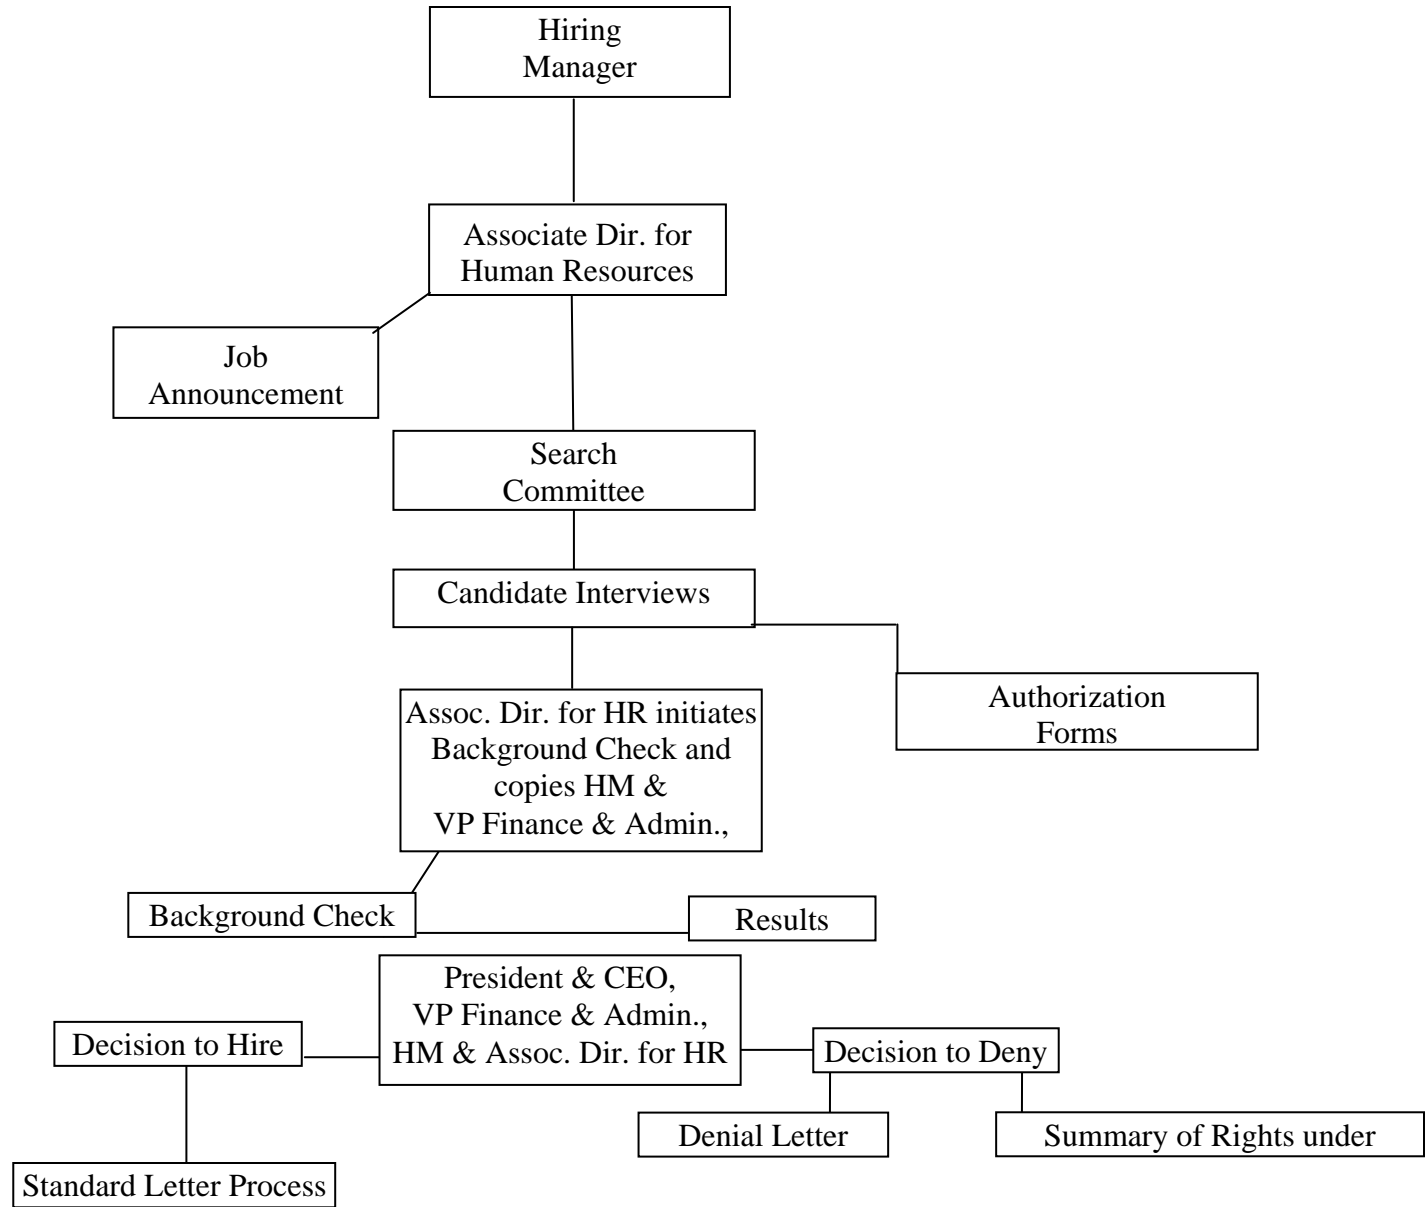 Hiring
Manager
Associate Dir. for
Human Resources
Job
Announcement
Search
Committee
Candidate Interviews
Authorization
Forms
Assoc. Dir. for HR initiates
Background Check and
copies HM &
VP Finance & Admin.,
Background Check
Results
President & CEO,
VP Finance & Admin.,
HM & Assoc. Dir. for HR
Decision to Hire
Decision to Deny
Denial Letter
Summary of Rights under
Standard Letter Process